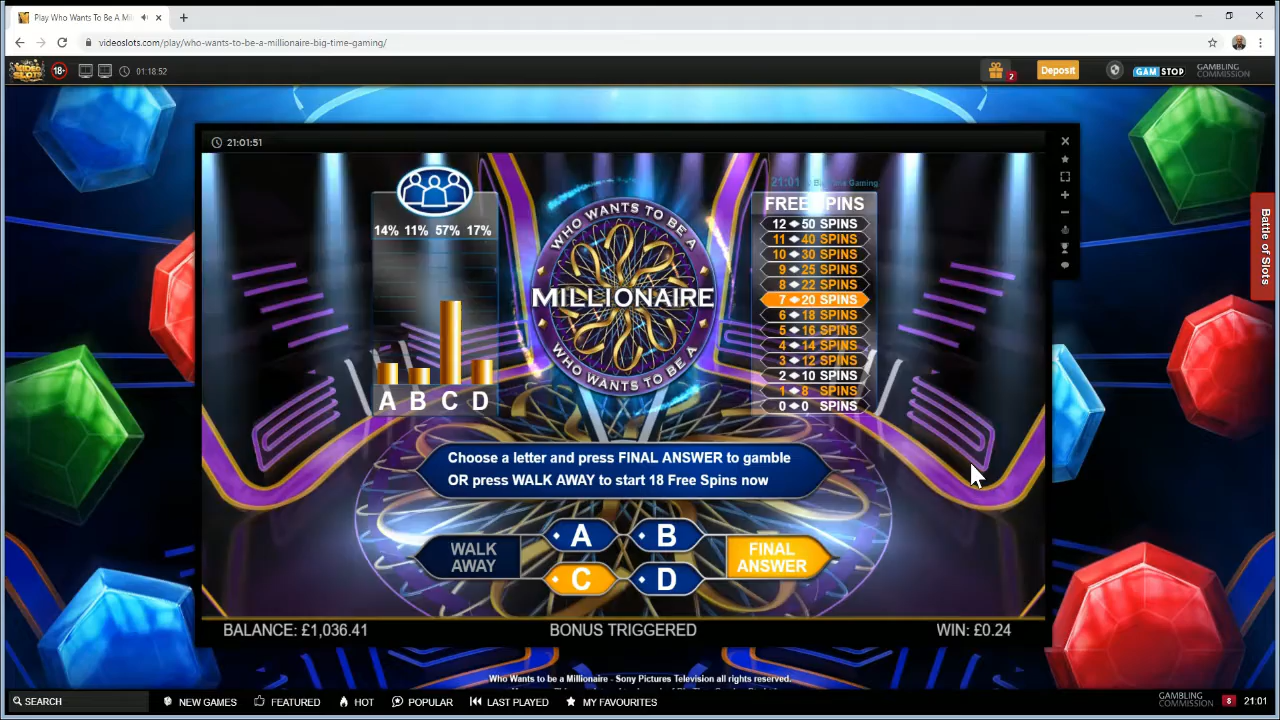 Play Who Wants To Be A Mi
videoslots.com/play/who-wants-to-be-a-millionaire-big-time-gaming/
VIDEO SLOTS
18+
01:18.52
2
Deposit
GAMSTOP
GAMBLING
COMMISSION
21:01:51
Battle of Slots
14% 11% 57% 17%
A B C D
WHO WANTS TO BE A
MILLIONAIRE
WHO WANTS TO BE A
21:01
Gaming
FREE SPINS
12 50 SPINS
11 40 SPINS
10 30 SPINS
9 25 SPINS
8 22 SPINS
7 20 SPINS
6 18 SPINS
5 16 SPINS
4 14 SPINS
3 12 SPINS
2 10 SPINS
1 8 SPINS
0 0 SPINS
Choose a letter and press FINAL ANSWER to gamble
OR press WALK AWAY to start 18 Free Spins now
WALK
AWAY
A
B
C
D
FINAL
ANSWER
BALANCE: £1,036.41
BONUS TRIGGERED
WIN: £0.24
Who Wants to be a Millionaire - Sony Pictures Television all rights reserved.
SEARCH
NEW GAMES
FEATURED
HOT
POPULAR
LAST PLAYED
MY FAVOURITES
GAMBLING
COMMISSION
8
21:01